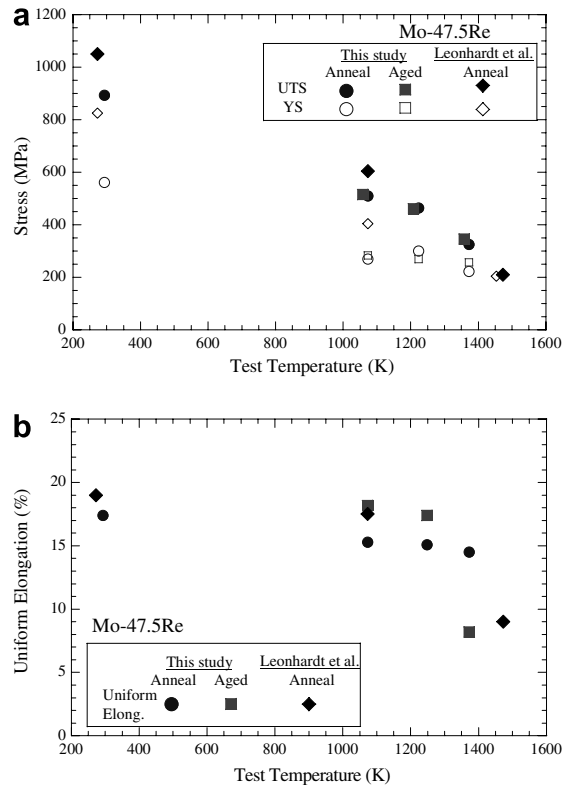 a
Mo-47.5Re
This study Leonhardt et al.
Anneal Aged Anneal
UTS
YS
Stress (MPa)
1200
1000
800
600
400
200
0
200 400 600 800 1000 1200 1400 1600
Test Temperature (K)
b
Uniform Elongation (%)
25
20
15
10
5
0
Mo-47.5Re
This study Leonhardt et al.
Anneal Aged Anneal
Uniform
Elong.
200 400 600 800 1000 1200 1400 1600
Test Temperature (K)